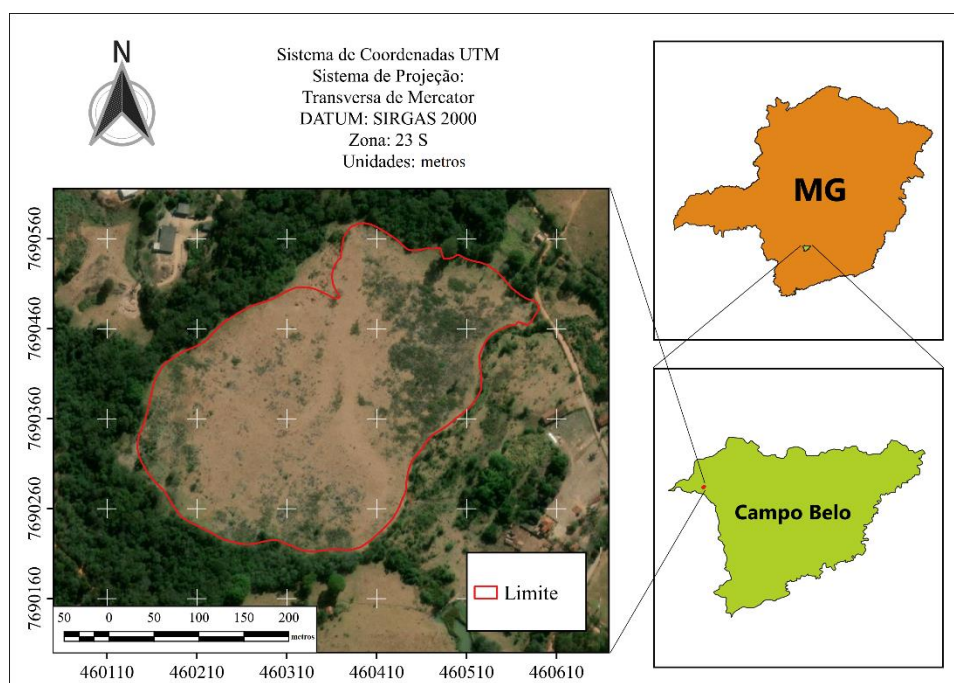 N
Sistema de Coordenadas UTM
Sistema de Projeção:
Transversa de Mercator
DATUM: SIRGAS 2000
Zona: 23 S
Unidades: metros
MG
7690560
7690460
7690360
7690260
7690160
Campo Belo
Limite
50 0 50 100 150 200
metros
460110 460210 460310 460410 460510 460610